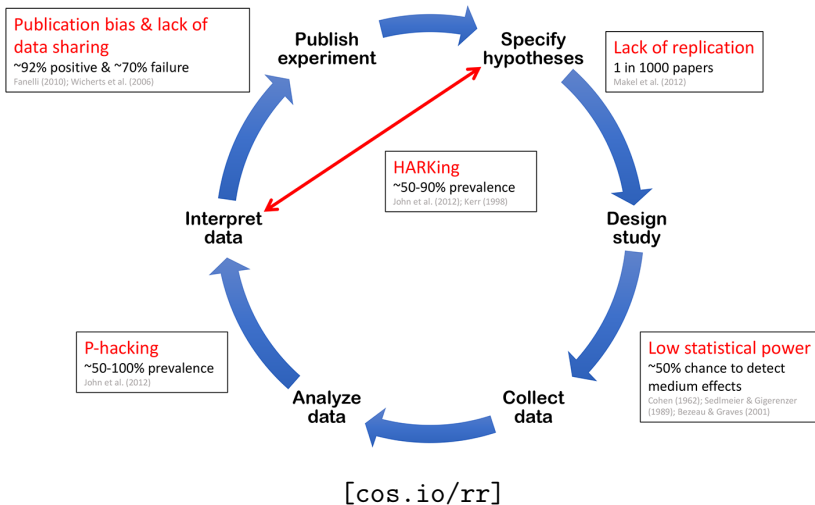 Publication bias & lack of
data sharing
~92% positive & ~70% failure
Fanelli (2010); Wicherts et al. (2006)
Publish
experiment
Specify
hypotheses
Lack of replication
1 in 1000 papers
Makel et al. (2012)
HARKing
~50-90% prevalence
John et al. (2012); Kerr (1998)
Interpret
data
Design
study
P-hacking
~50-100% prevalence
John et al. (2012)
Low statistical power
~50% chance to detect
medium effects
Cohen (1962); Sedlmeier & Gigerenzer
(1989); Bezeau & Graves (2001)
Analyze
data
Collect
data
[cos.io/rr]